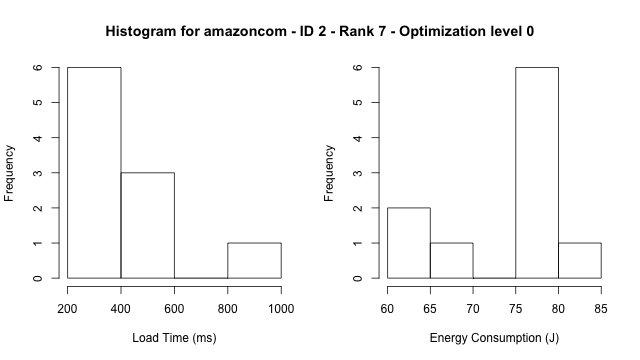 Histogram for amazoncom - ID 2 - Rank 7 - Optimization level 0
Frequency
6
5
4
3
2
1
0
200 400 600 800 1000
Load Time (ms)
Frequency
6
5
4
3
2
1
0
60 65 70 75 80 85
Energy Consumption (J)